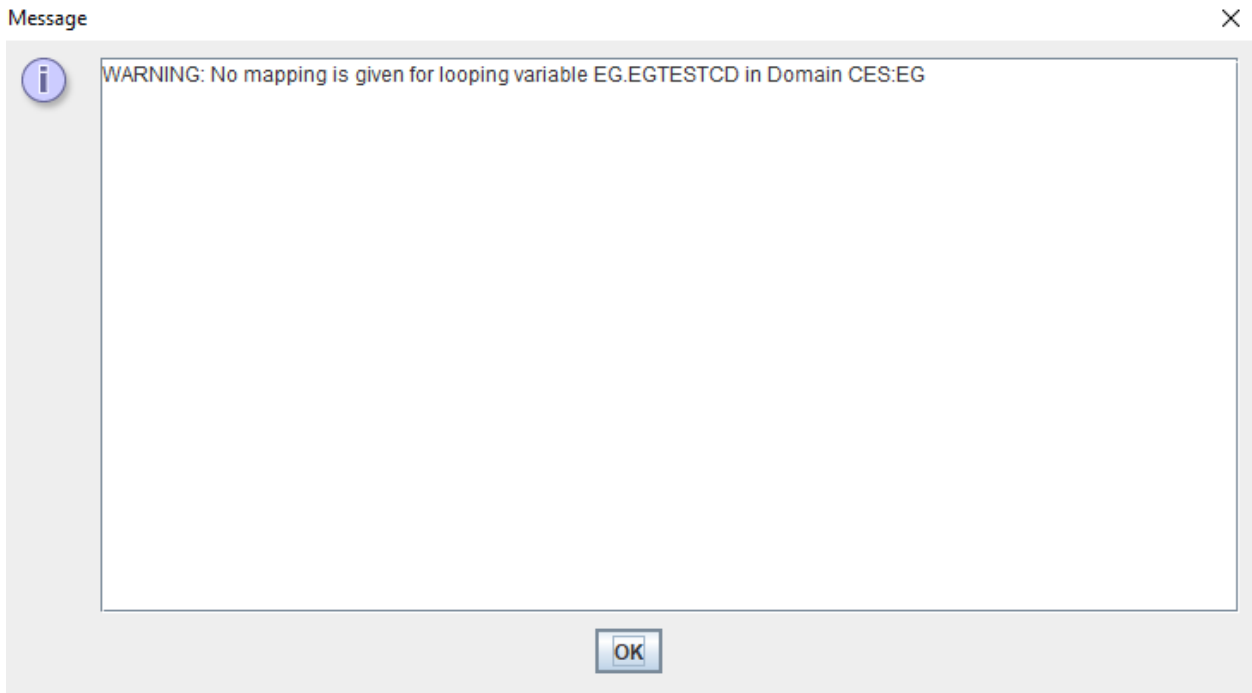 Message
WARNING: No mapping is given for looping variable EG.EGTESTCD in Domain CES:EG
OK